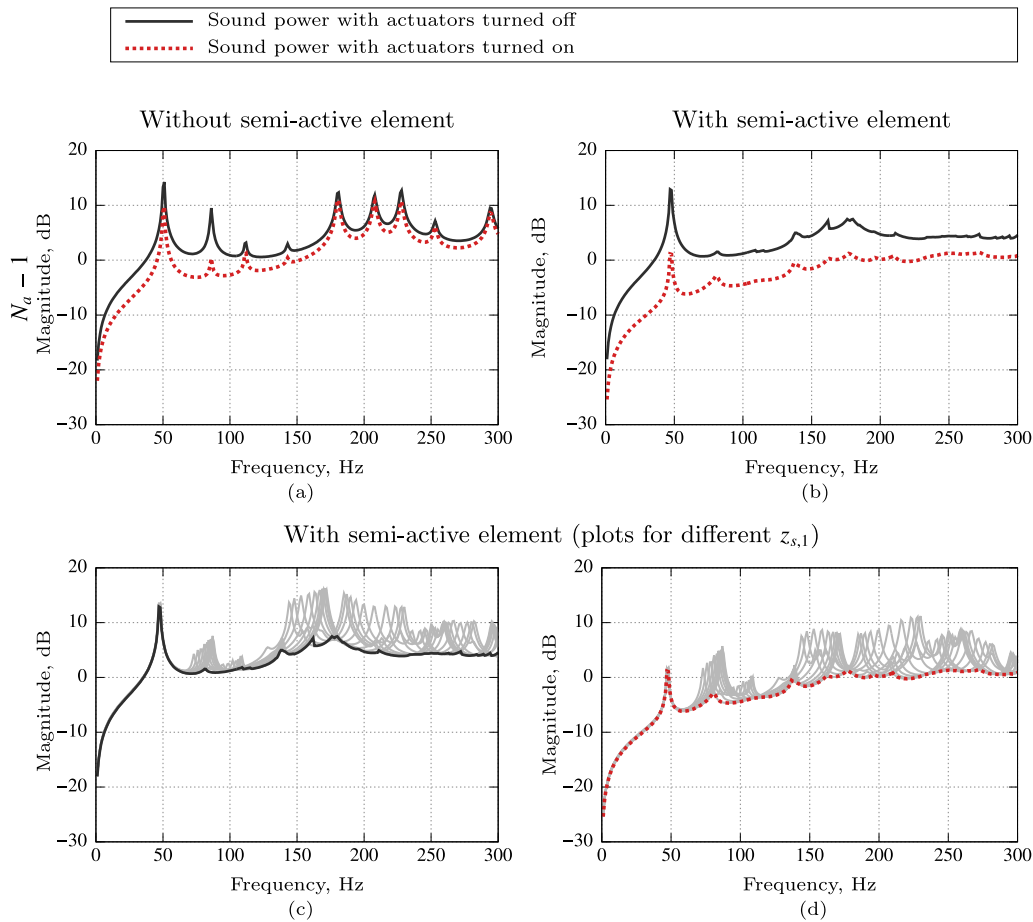 Sound power with actuators turned off
Sound power with actuators turned on
Without semi-active element
With semi-active element
N_a − 1
Magnitude, dB
20
10
0
−10
−20
−30
0
50
100
150
200
250
300
Frequency, Hz
(a)
Magnitude, dB
20
10
0
−10
−20
−30
0
50
100
150
200
250
300
Frequency, Hz
(b)
With semi-active element (plots for different z_{s,1})
Magnitude, dB
20
10
0
−10
−20
−30
0
50
100
150
200
250
300
Frequency, Hz
(c)
Magnitude, dB
20
10
0
−10
−20
−30
0
50
100
150
200
250
300
Frequency, Hz
(d)